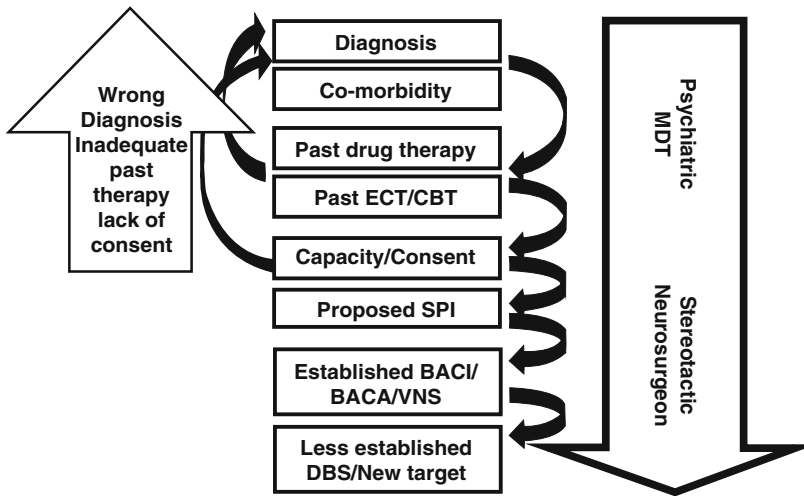 Wrong
Diagnosis
Inadequate
past
therapy
lack of
consent
Diagnosis
Co-morbidity
Past drug therapy
Past ECT/CBT
Capacity/Consent
Proposed SPI
Established BACI/
BACA/VNS
Less established
DBS/New target
Psychiatric
MDT
Stereotactic
Neurosurgeon